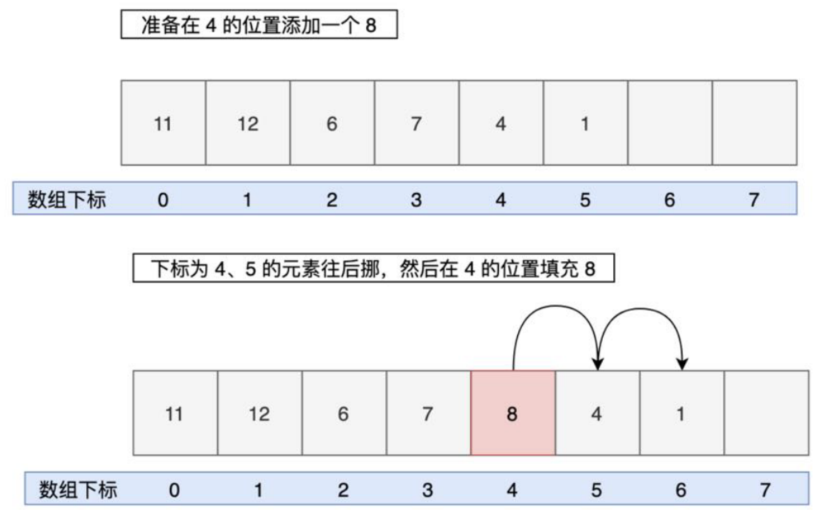 准备在 4 的位置添加一个 8
11 12 6 7 4 1
数组下标 0 1 2 3 4 5 6 7
下标为 4、5 的元素往后挪，然后在 4 的位置填充 8
11 12 6 7 8 4 1
数组下标 0 1 2 3 4 5 6 7